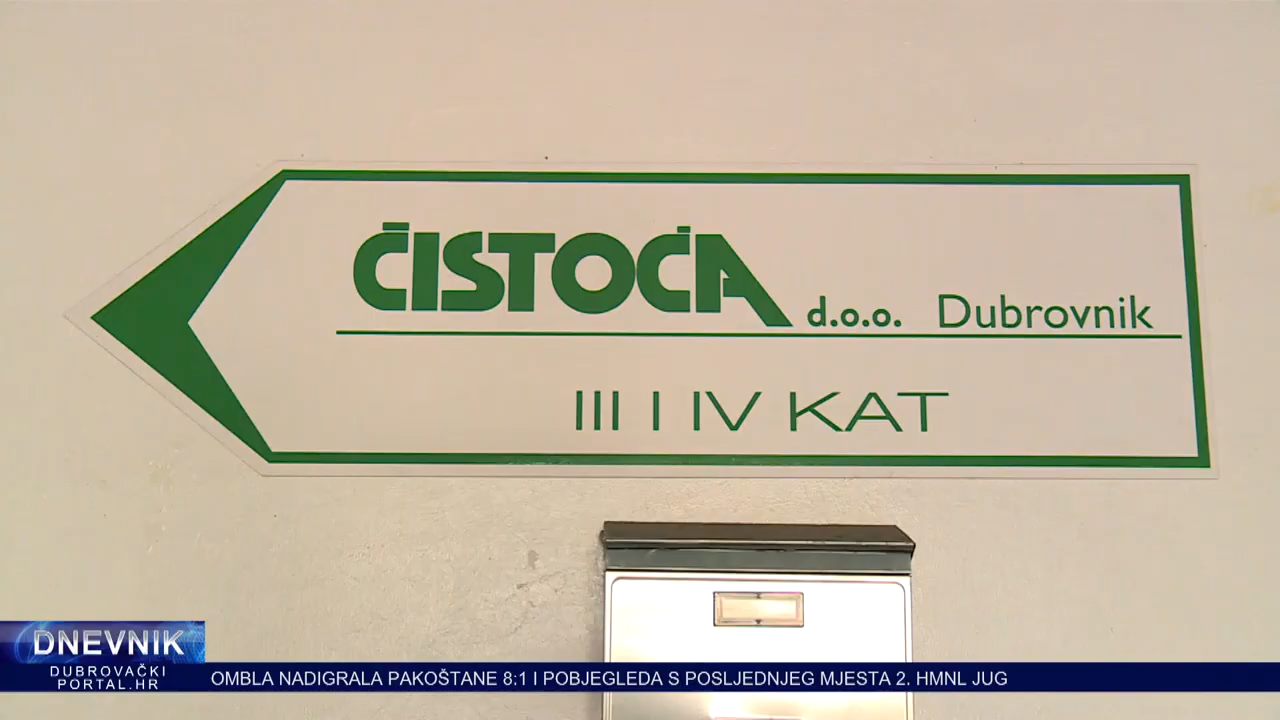 ČISTOĆA d.o.o. Dubrovnik
III I IV KAT
DNEVNIK
DUBROVAČKI
PORTAL.HR
OMBLA NADIGRALA PAKOŠTANE 8:1 I POBJEGLEDA S POSLJEDNJEG MJESTA 2. HMNL JUG